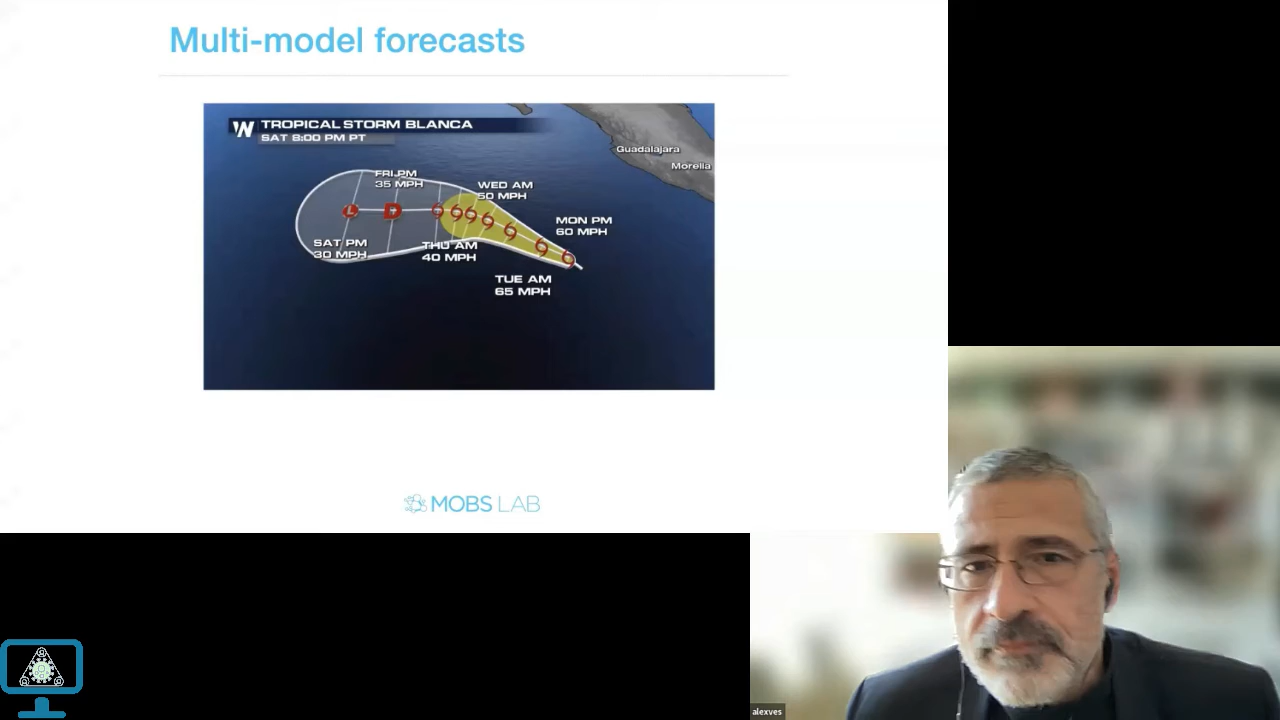 Multi-model forecasts
W TROPICAL STORM BLANCA
SAT 8:00 PM PT
Guadalajara
Morelia
FRI PM
35 MPH
WED AM
50 MPH
MON PM
60 MPH
L
D
SAT PM
30 MPH
THU AM
40 MPH
TUE AM
65 MPH
MOBS LAB
alexves